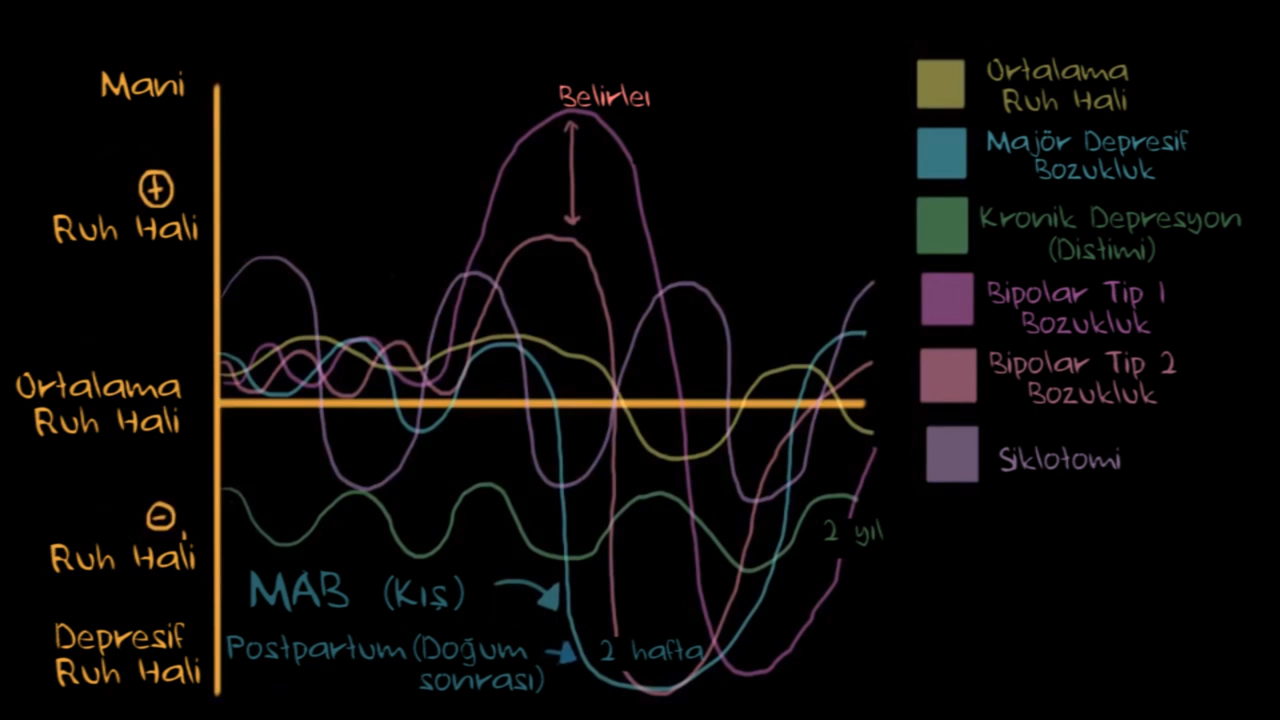 Mani
+
Ruh Hali
Ortalama
Ruh Hali
-
Ruh Hali
Depresif
Ruh Hali
Belirlei
MAB (Kış)
Postpartum (Doğum
sonrası)
2 hafta
2 yıl
Ortalama
Ruh Hali
Majör Depresif
Bozukluk
Kronik Depresyon
(Distimi)
Bipolar Tip 1
Bozukluk
Bipolar Tip 2
Bozukluk
Siklotomi